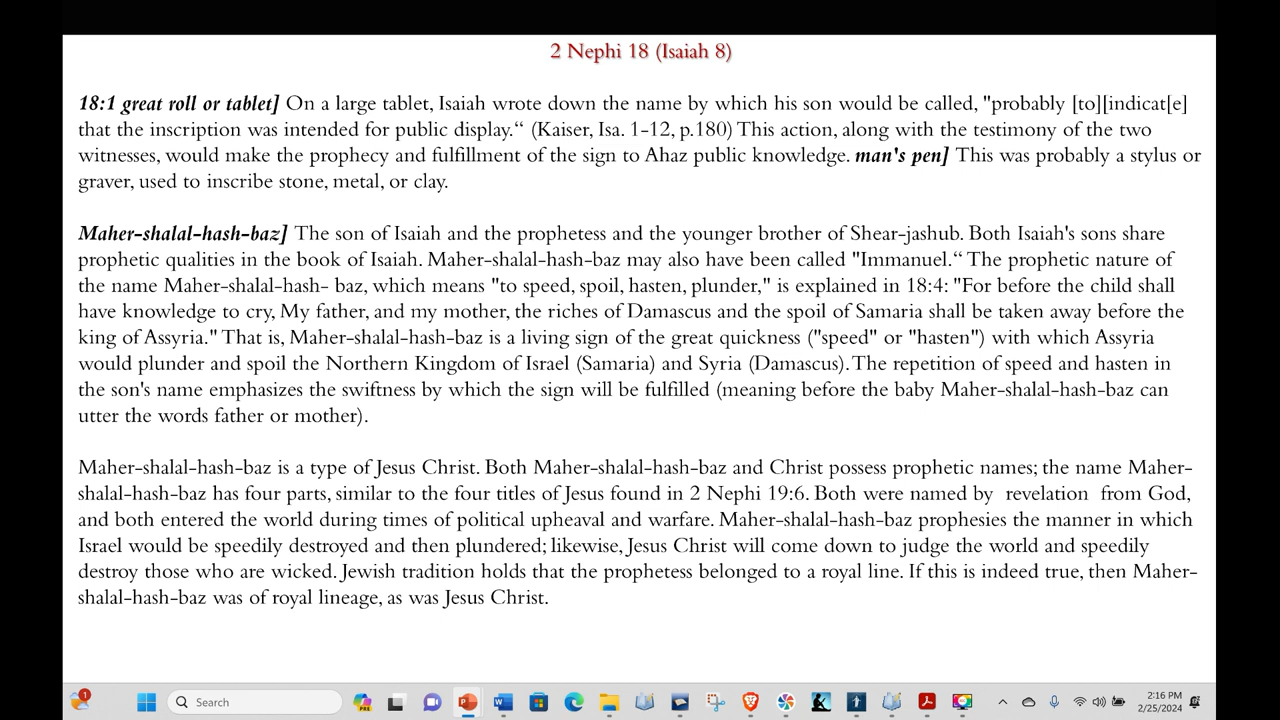 2 Nephi 18 (Isaiah 8)
18:1 great roll or tablet] On a large tablet, Isaiah wrote down the name by which his son would be called, "probably [to][indicat[e]
that the inscription was intended for public display.“ (Kaiser, Isa. 1-12, p.180) This action, along with the testimony of the two
witnesses, would make the prophecy and fulfillment of the sign to Ahaz public knowledge. man's pen] This was probably a stylus or
graver, used to inscribe stone, metal, or clay.
Maher-shalal-hash-baz] The son of Isaiah and the prophetess and the younger brother of Shear-jashub. Both Isaiah's sons share
prophetic qualities in the book of Isaiah. Maher-shalal-hash-baz may also have been called "Immanuel.“ The prophetic nature of
the name Maher-shalal-hash- baz, which means "to speed, spoil, hasten, plunder," is explained in 18:4: "For before the child shall
have knowledge to cry, My father, and my mother, the riches of Damascus and the spoil of Samaria shall be taken away before the
king of Assyria." That is, Maher-shalal-hash-baz is a living sign of the great quickness ("speed" or "hasten") with which Assyria
would plunder and spoil the Northern Kingdom of Israel (Samaria) and Syria (Damascus). The repetition of speed and hasten in
the son's name emphasizes the swiftness by which the sign will be fulfilled (meaning before the baby Maher-shalal-hash-baz can
utter the words father or mother).
Maher-shalal-hash-baz is a type of Jesus Christ. Both Maher-shalal-hash-baz and Christ possess prophetic names; the name Maher-
shalal-hash-baz has four parts, similar to the four titles of Jesus found in 2 Nephi 19:6. Both were named by revelation from God,
and both entered the world during times of political upheaval and warfare. Maher-shalal-hash-baz prophesies the manner in which
Israel would be speedily destroyed and then plundered; likewise, Jesus Christ will come down to judge the world and speedily
destroy those who are wicked. Jewish tradition holds that the prophetess belonged to a royal line. If this is indeed true, then Maher-
shalal-hash-baz was of royal lineage, as was Jesus Christ.
1
Search
PRE
2:16 PM
2/25/2024